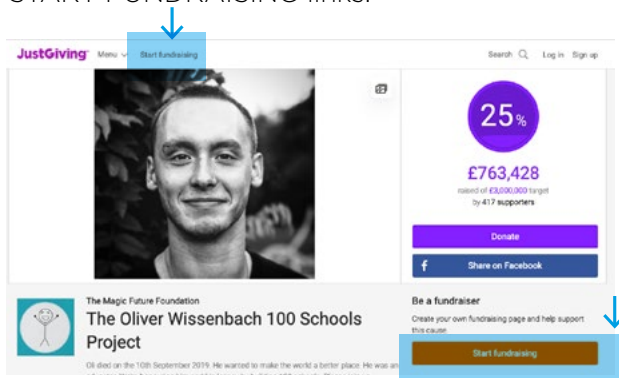 START FUNDRAISING links.
JustGiving Menu Start fundraising Search Log in Sign up
25%
£763,428
raised of £3,000,000 target
by 417 supporters
Donate
f Share on Facebook
The Magic Future Foundation
The Oliver Wissenbach 100 Schools
Project
Oli died on the 10th September 2019. He wanted to make the world a better place. He was an
Be a fundraiser
Create your own fundraising page and help support
this cause.
Start fundraising